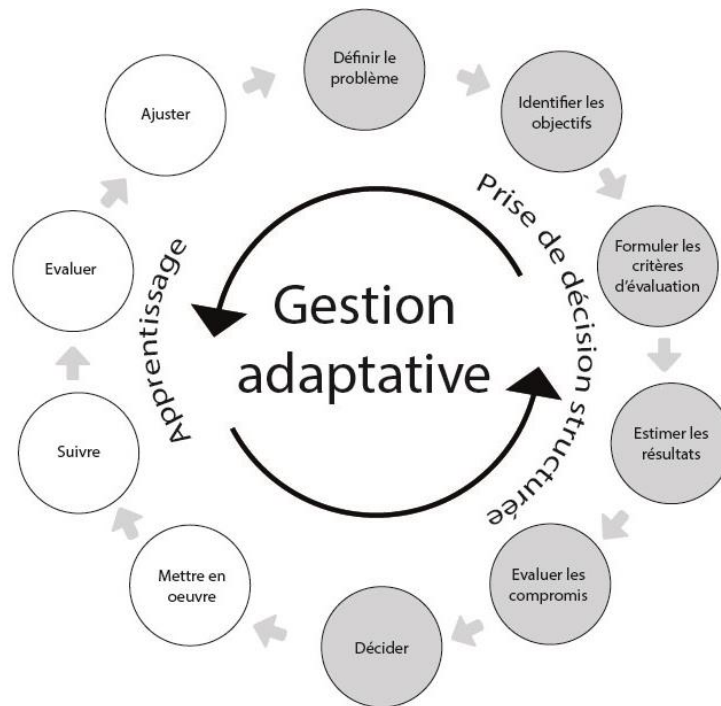 Définir le
problème
Identifier les
objectifs
Formuler les
critères
d'évaluation
Estimer les
résultats
Evaluer les
compromis
Décider
Mettre en
oeuvre
Suivre
Evaluer
Ajuster
Prise de décision structurée
Apprentissage
Gestion
adaptative